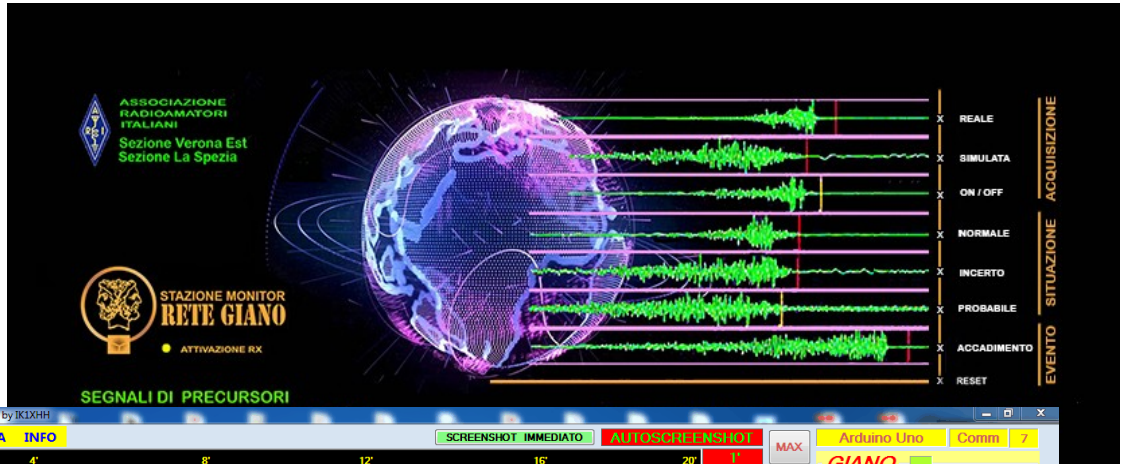 ASSOCIAZIONE
RADIOAMATORI
ITALIANI
Sezione Verona Est
Sezione La Spezia
STAZIONE MONITOR
RETE GIANO
ATTIVAZIONE RX
SEGNALI DI PRECURSORI
X REALE
X SIMULATA
X ON / OFF
X NORMALE
X INCERTO
X PROBABILE
X ACCADIMENTO
X RESET
ACQUISIZIONE
SITUAZIONE
EVENTO
by IK1XHH
A INFO
SCREENSHOT IMMEDIATO
AUTOSCREENSHOT
MAX
Arduino Uno
Comm
7
4' 8' 12' 16' 20' 1'
GIANO